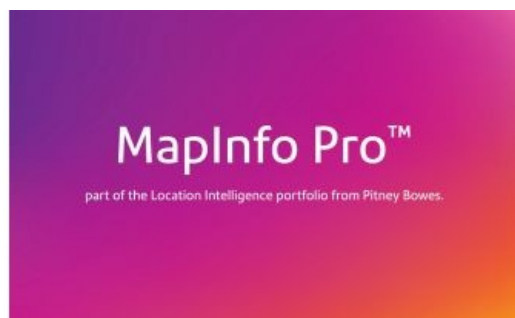 MapInfo Pro™
part of the Location Intelligence portfolio from Pitney Bowes.